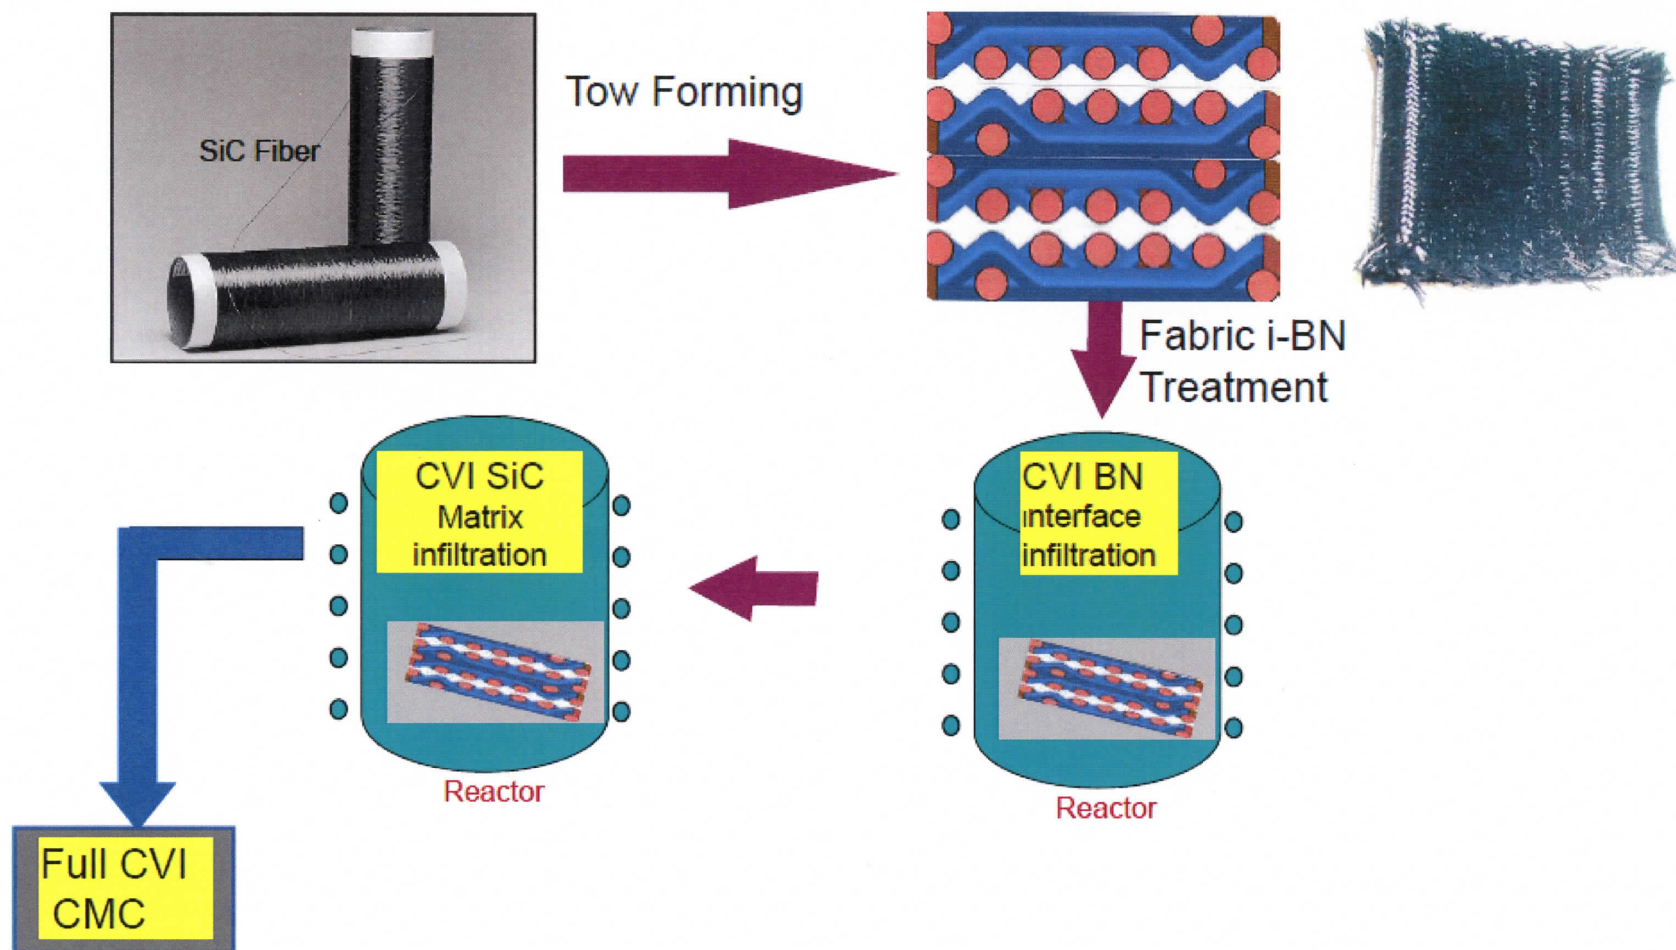 SiC Fiber
Tow Forming
Fabric i-BN
Treatment
CVI BN
interface
infiltration
Reactor
CVI SiC
Matrix
infiltration
Reactor
Full CVI
CMC